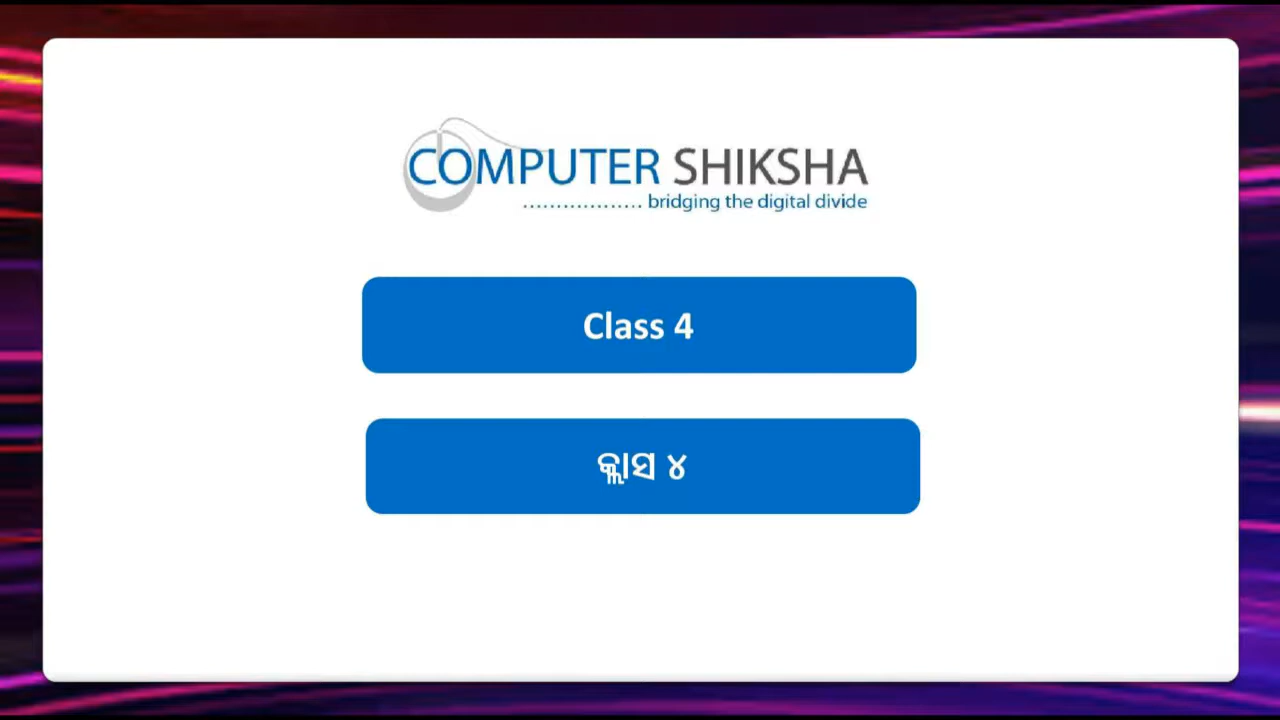 COMPUTER SHIKSHA
.................. bridging the digital divide
Class 4
କ୍ଲାସ ୪